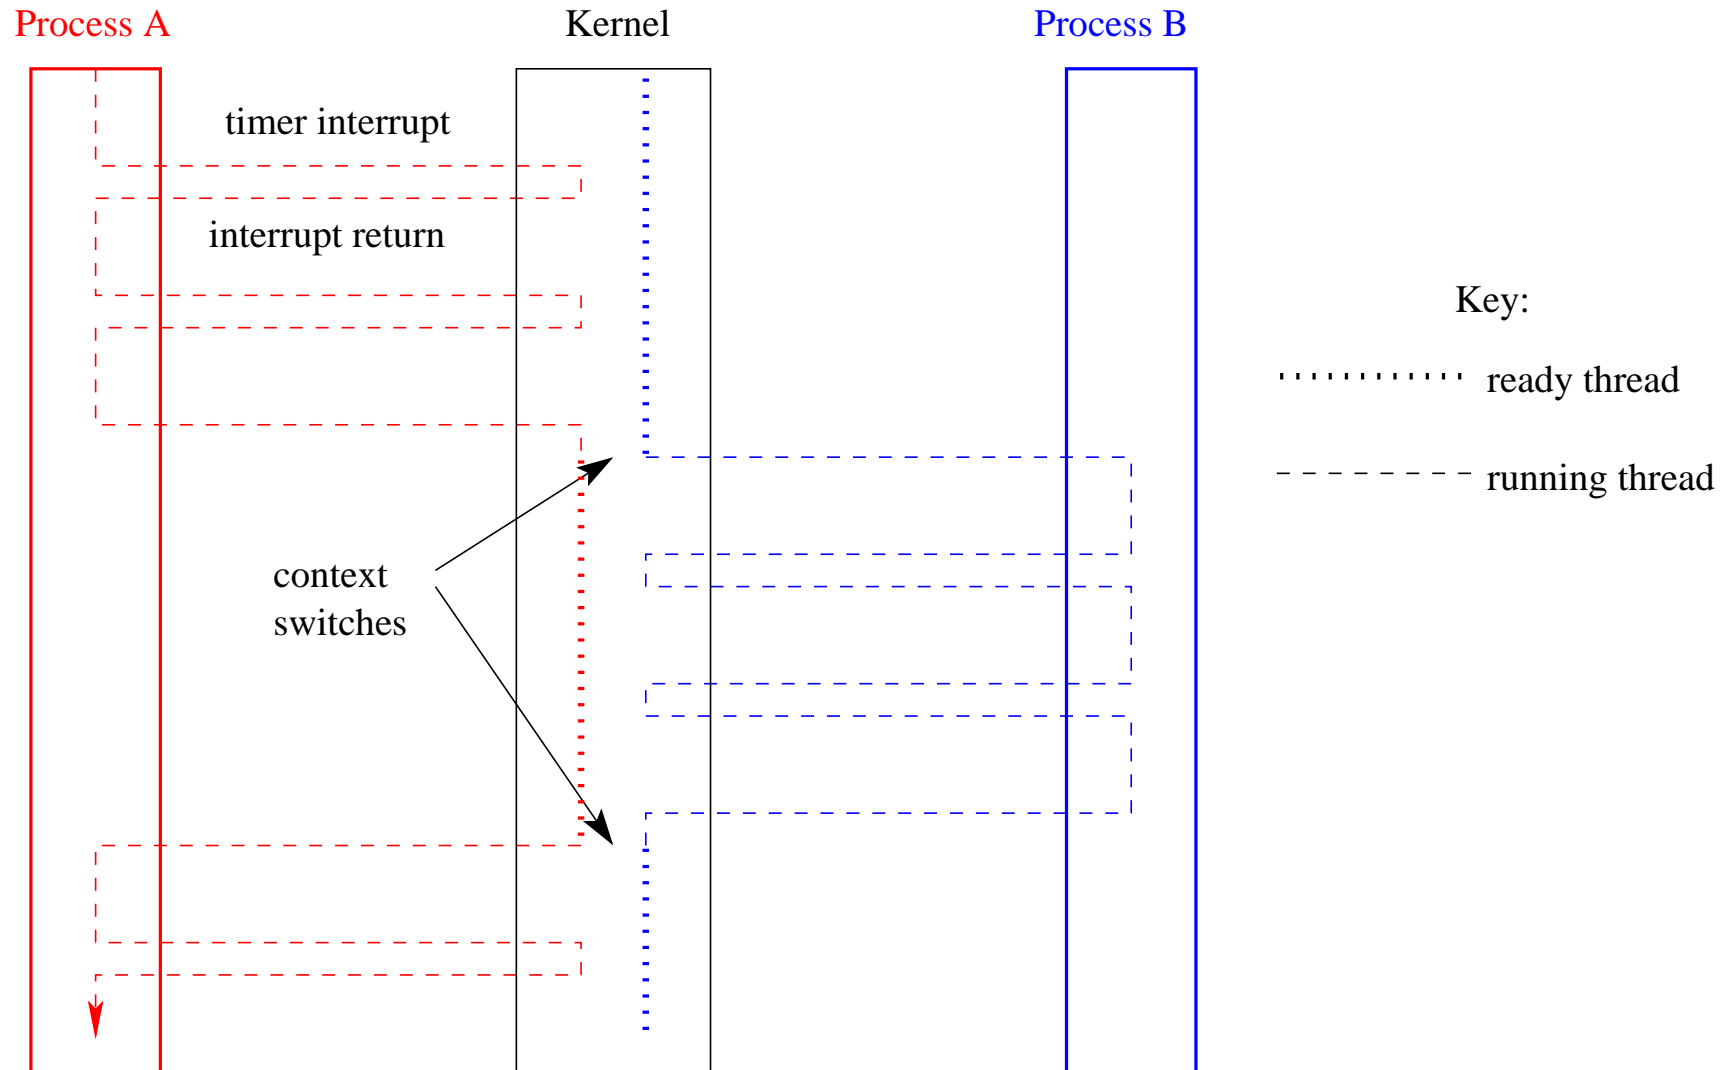 Process A
Kernel
Process B
timer interrupt
interrupt return
Key:
ready thread
running thread
context
switches